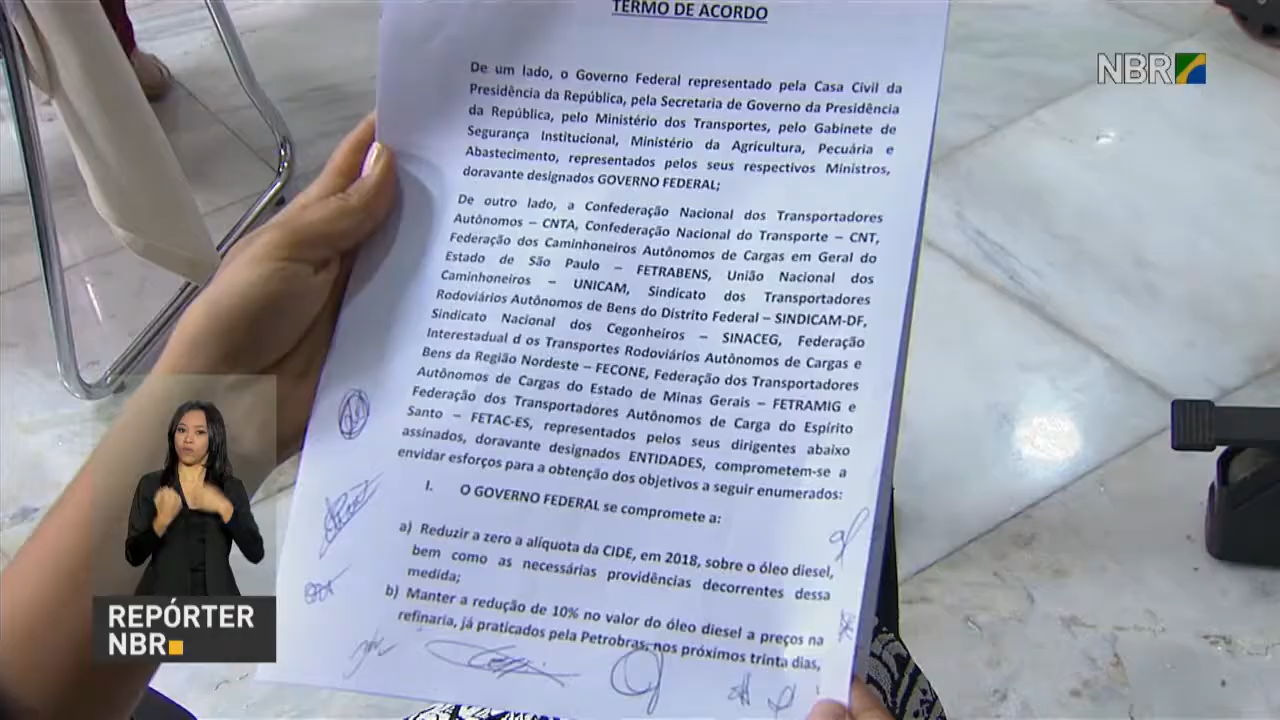 TERMO DE ACORDO
NBR
De um lado, o Governo Federal representado pela Casa Civil da
Presidência da República, pela Secretaria de Governo da Presidência
da República, pelo Ministério dos Transportes, pelo Gabinete de
Segurança Institucional, Ministério da Agricultura, Pecuária e
Abastecimento, representados pelos seus respectivos Ministros,
doravante designados GOVERNO FEDERAL;
De outro lado, a Confederação Nacional dos Transportadores
Autônomos – CNTA, Confederação Nacional do Transporte – CNT,
Federação dos Caminhoneiros Autônomos de Cargas em Geral do
Estado de São Paulo – FETRABENS, União Nacional dos
Caminhoneiros – UNICAM, Sindicato dos Transportadores
Rodoviários Autônomos de Bens do Distrito Federal – SINDICAM-DF,
Sindicato Nacional dos Cegonheiros – SINACEG, Federação
Interestadual d os Transportes Rodoviários Autônomos de Cargas e
Bens da Região Nordeste – FECONE, Federação dos Transportadores
Autônomos de Cargas do Estado de Minas Gerais – FETRAMIG e
Federação dos Transportadores Autônomos de Carga do Espírito
Santo – FETAC-ES, representados pelos seus dirigentes abaixo
assinados, doravante designados ENTIDADES, comprometem-se a
envidar esforços para a obtenção dos objetivos a seguir enumerados:
I. O GOVERNO FEDERAL se compromete a:
a) Reduzir a zero a alíquota da CIDE, em 2018, sobre o óleo diesel,
bem como as necessárias providências decorrentes dessa
medida;
b) Manter a redução de 10% no valor do óleo diesel a preços na
refinaria, já praticados pela Petrobras, nos próximos trinta dias,
REPÓRTER
NBR